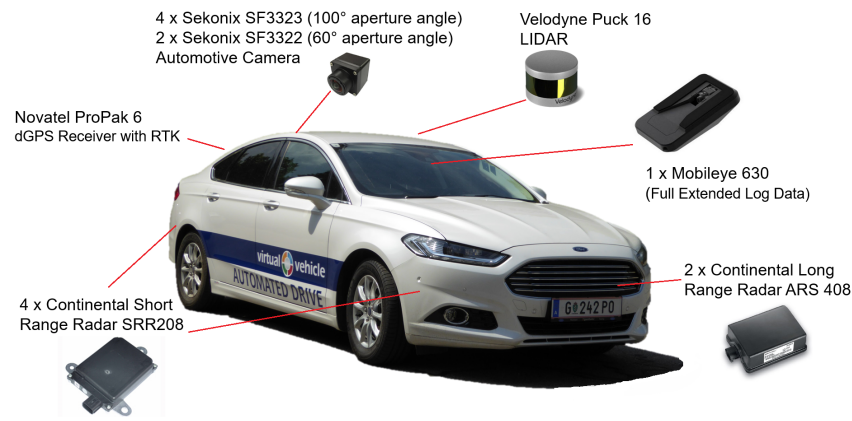 4 x Sekonix SF3323 (100° aperture angle)
2 x Sekonix SF3322 (60° aperture angle)
Automotive Camera
Velodyne Puck 16
LIDAR
Velodyne
Novatel ProPak 6
dGPS Receiver with RTK
1 x Mobileye 630
(Full Extended Log Data)
virtual vehicle
AUTOMATED DRIVE
Ford
G 242 PO
2 x Continental Long
Range Radar ARS 408
4 x Continental Short
Range Radar SRR208